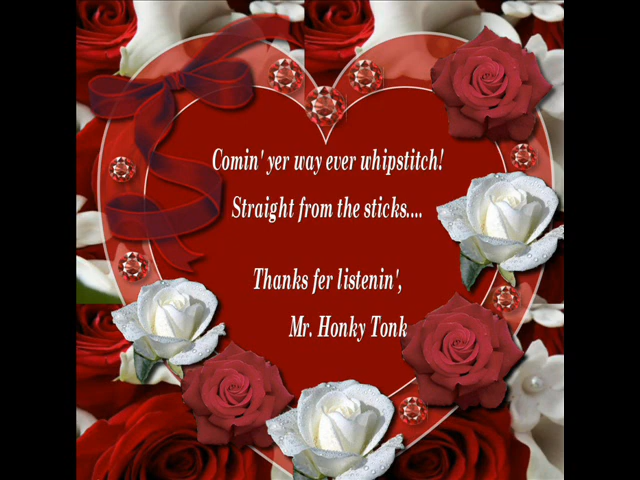 Comin' yer way ever whipstitch!
Straight from the sticks....
Thanks fer listenin',
Mr. Honky Tonk